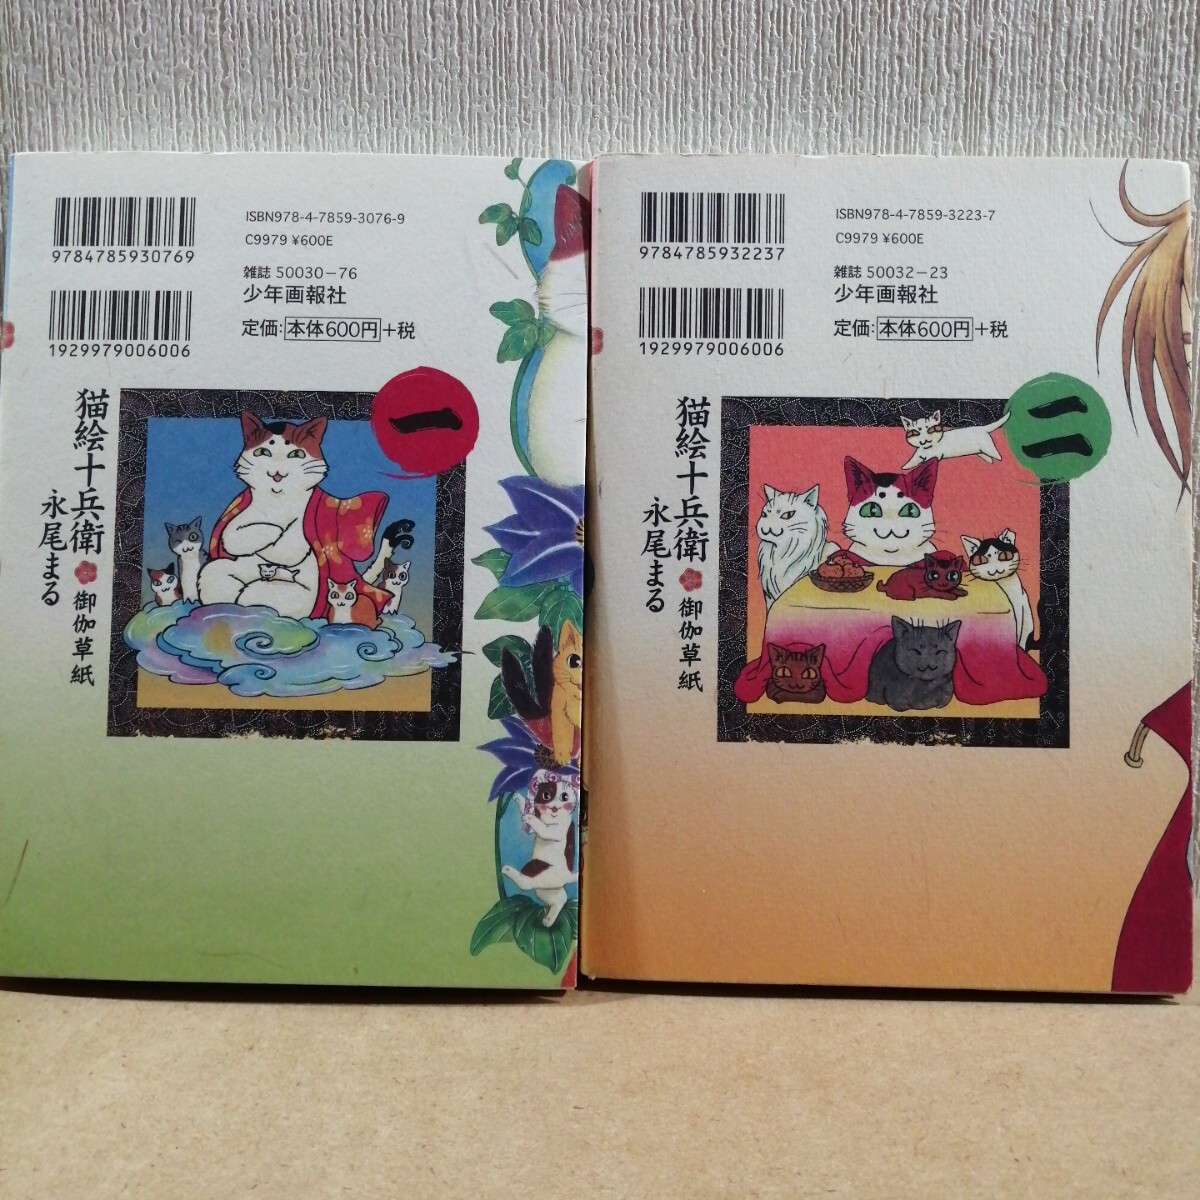 ISBN978-4-7859-3076-9
C9979 ¥600E
9784785930769
雑誌 50030-76
少年画報社
定価:本体600円+税
1929979006006
一
猫絵十兵衛 御伽草紙
永尾まる
ISBN978-4-7859-3223-7
C9979 ¥600E
9784785932237
雑誌 50032-23
少年画報社
定価:本体600円+税
1929979006006
二
猫絵十兵衛 御伽草紙
永尾まる